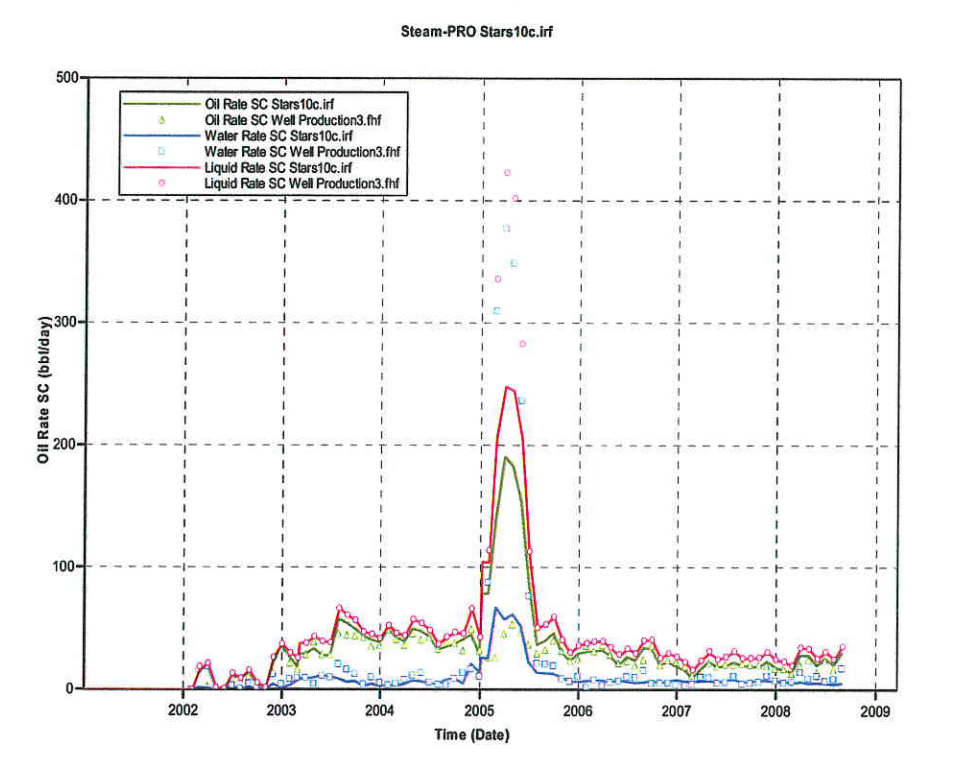 Steam-PRO Stars10c.irf
500
400
300
200
100
0
Oil Rate SC (bbl/day)
Oil Rate SC Stars10c.irf
Oil Rate SC Well Production3.fhf
Water Rate SC Stars10c.irf
Water Rate SC Well Production3.fhf
Liquid Rate SC Stars10c.irf
Liquid Rate SC Well Production3.fhf
2002 2003 2004 2005 2006 2007 2008 2009
Time (Date)